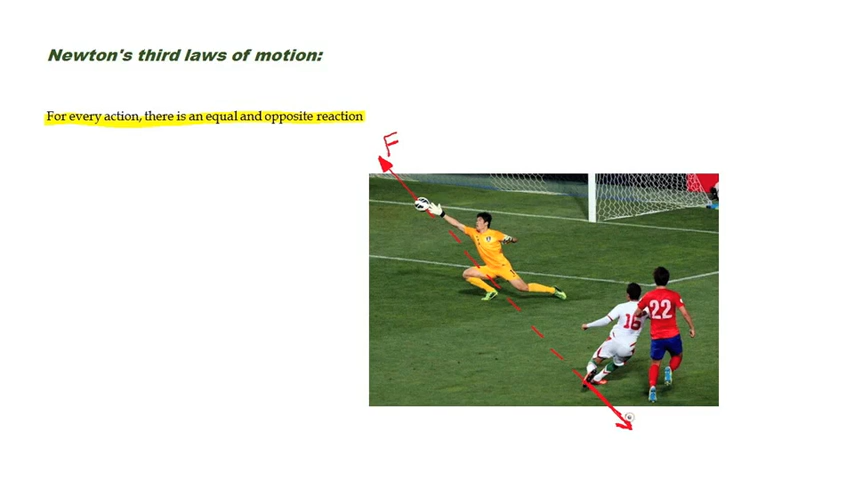 Newton's third laws of motion:
For every action, there is an equal and opposite reaction
F
16
22